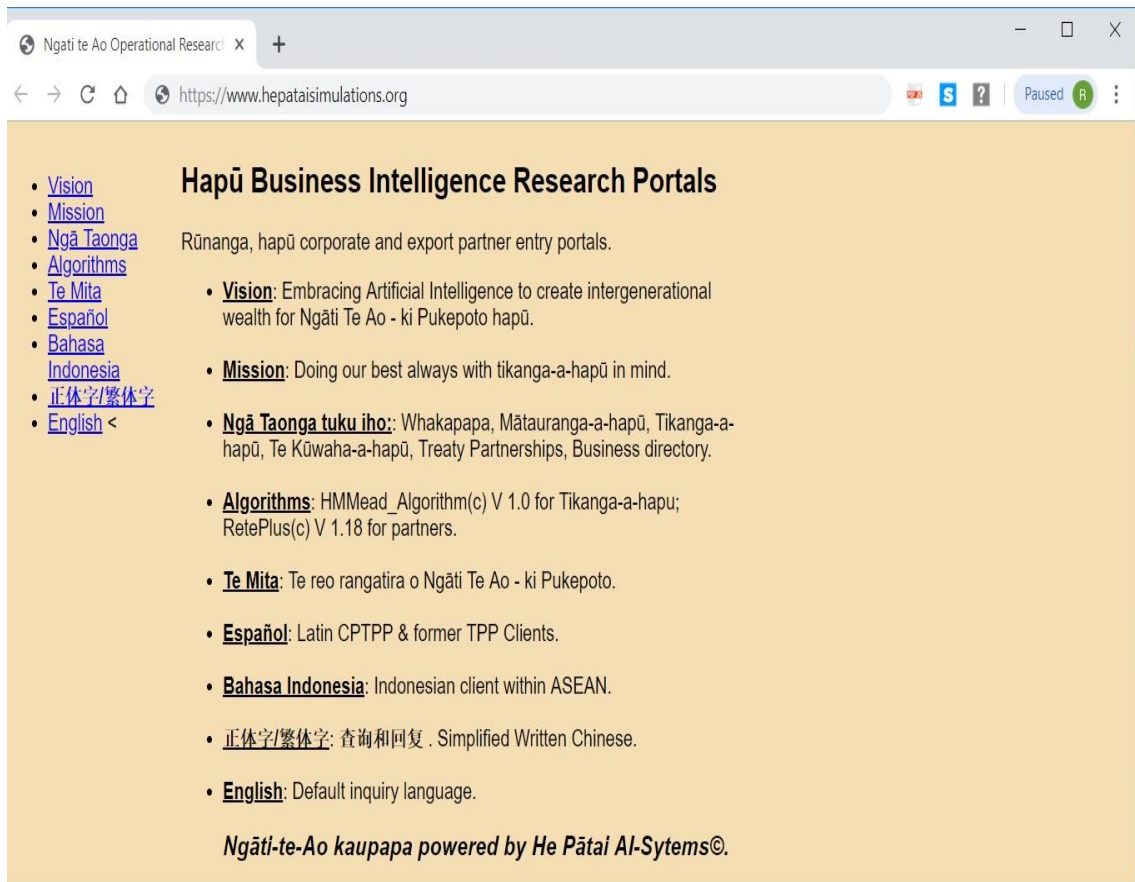 Ngati te Ao Operational Researc
https://www.hepataisimulations.org
Paused R
Vision
Mission
Ngā Taonga
Algorithms
Te Mita
Español
Bahasa
Indonesia
正体字/繁体字
English <
Hapū Business Intelligence Research Portals
Rūnanga, hapū corporate and export partner entry portals.
Vision: Embracing Artificial Intelligence to create intergenerational
wealth for Ngāti Te Ao - ki Pukepoto hapū.
Mission: Doing our best always with tikanga-a-hapū in mind.
Ngā Taonga tuku iho:: Whakapapa, Mātauranga-a-hapū, Tikanga-a-
hapū, Te Kūwaha-a-hapū, Treaty Partnerships, Business directory.
Algorithms: HMMead_Algorithm(c) V 1.0 for Tikanga-a-hapu;
RetePlus(c) V 1.18 for partners.
Te Mita: Te reo rangatira o Ngāti Te Ao - ki Pukepoto.
Español: Latin CPTPP & former TPP Clients.
Bahasa Indonesia: Indonesian client within ASEAN.
正体字/繁体字: 查询和回复 . Simplified Written Chinese.
English: Default inquiry language.
Ngāti-te-Ao kaupapa powered by He Pātai AI-Sytems©.